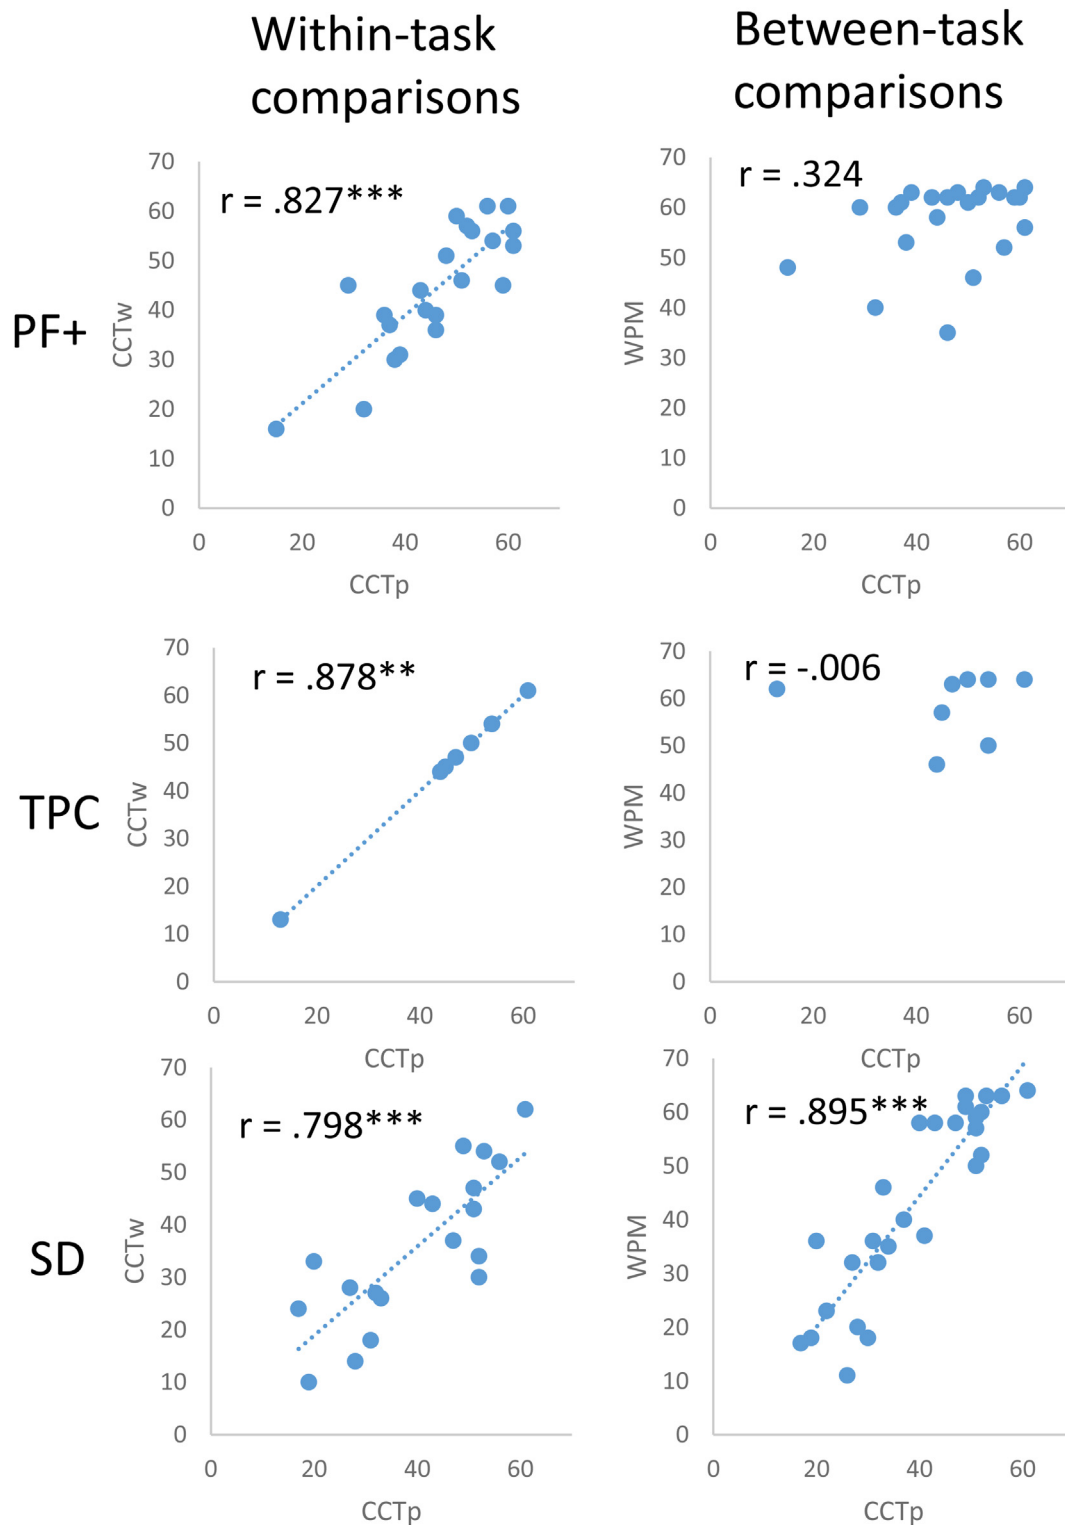 Within-task
comparisons
Between-task
comparisons
PF+
r = .827***
CCTw
70
60
50
40
30
20
10
0
0 20 40 60
CCTp
r = .324
WPM
70
60
50
40
30
20
10
0
0 20 40 60
CCTp
TPC
r = .878**
CCTw
70
60
50
40
30
20
10
0
0 20 40 60
CCTp
r = -.006
WPM
70
60
50
40
30
20
10
0
0 20 40 60
CCTp
SD
r = .798***
CCTw
70
60
50
40
30
20
10
0
0 20 40 60
CCTp
r = .895***
WPM
70
60
50
40
30
20
10
0
0 20 40 60
CCTp